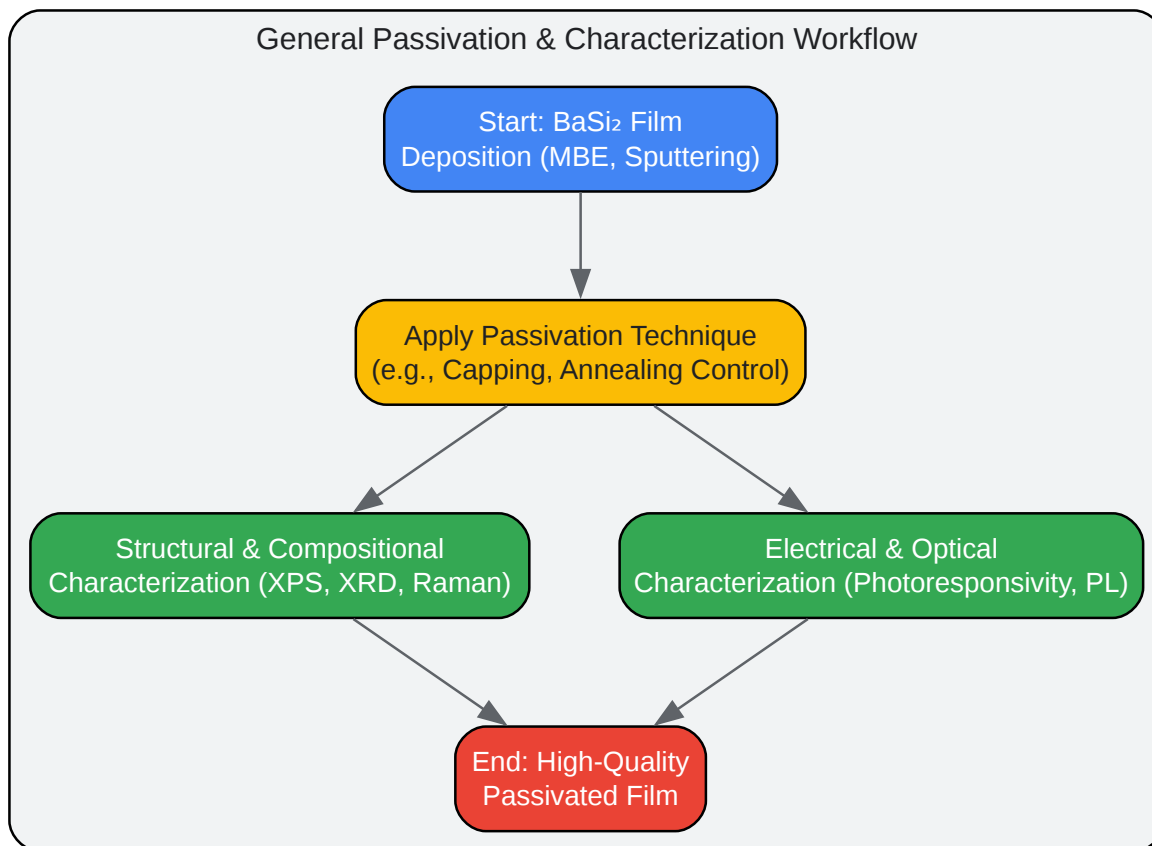 General Passivation & Characterization Workflow
Start: BaSi₂ Film
Deposition (MBE, Sputtering)
Apply Passivation Technique
(e.g., Capping, Annealing Control)
Structural & Compositional
Characterization (XPS, XRD, Raman)
Electrical & Optical
Characterization (Photoresponsivity, PL)
End: High-Quality
Passivated Film